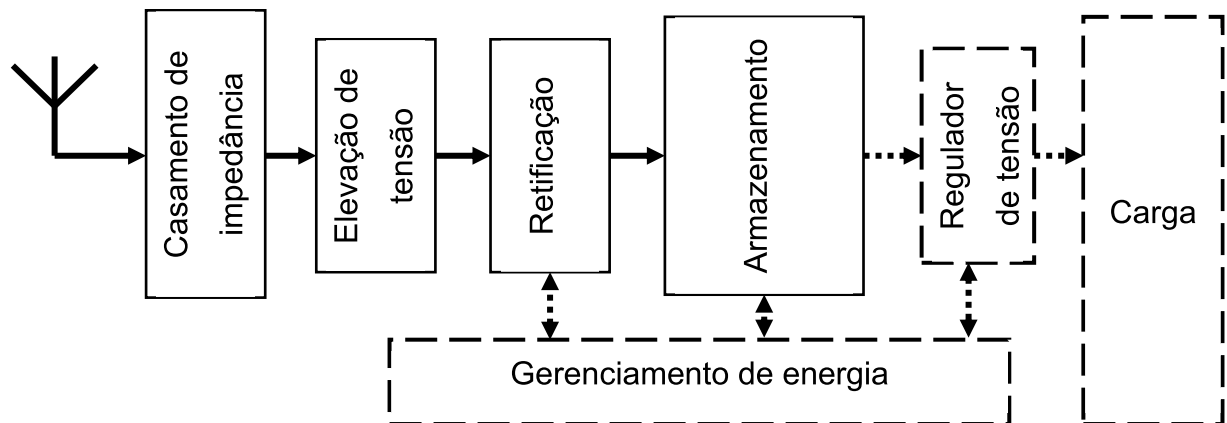 Casamento de
impedância
Elevação de
tensão
Retificação
Armazenamento
Regulador
de tensão
Carga
Gerenciamento de energia